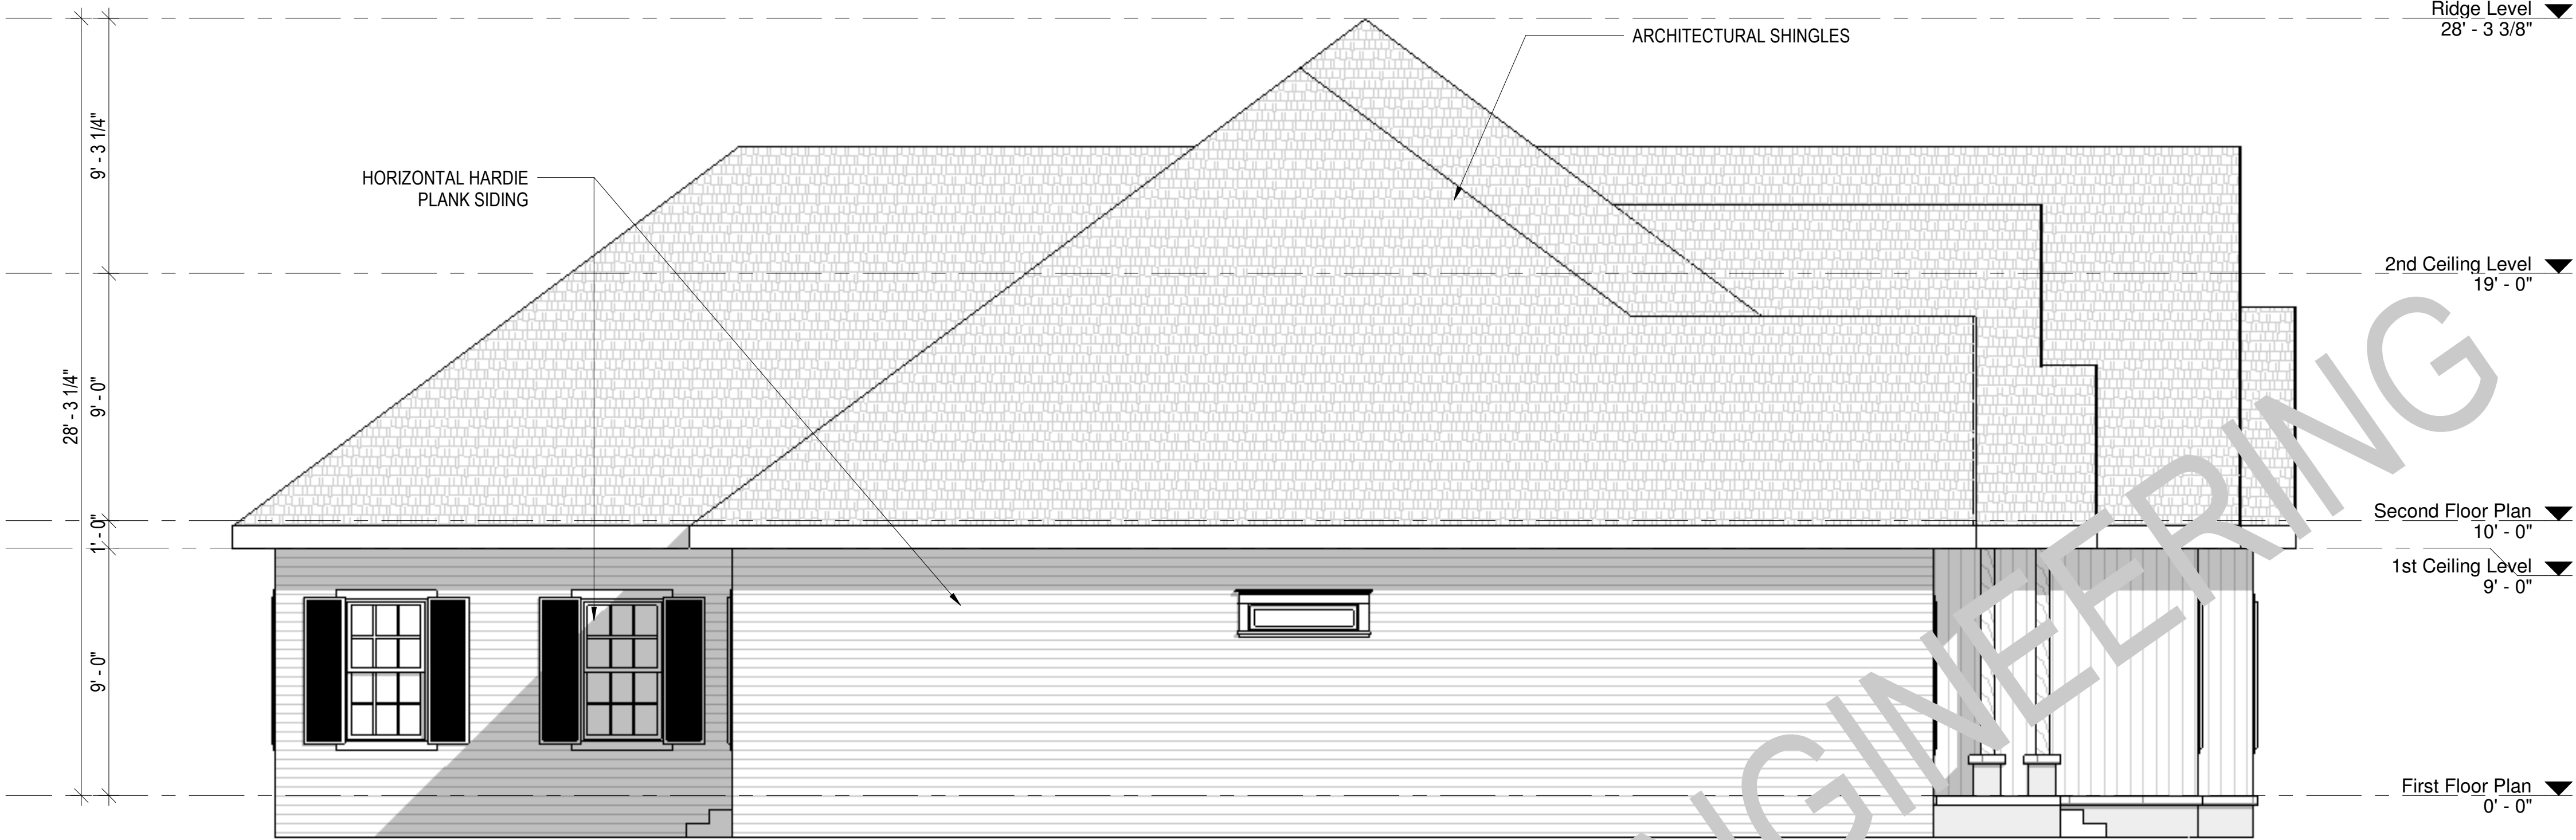 Ridge Level
28' - 3 3/8"
ARCHITECTURAL SHINGLES
9' - 3 1/4"
HORIZONTAL HARDIE
PLANK SIDING
2nd Ceiling Level
19' - 0"
28' - 3 1/4"
9' - 0"
Second Floor Plan
10' - 0"
1' - 0"
1st Ceiling Level
9' - 0"
9' - 0"
First Floor Plan
0' - 0"
NGINEERING